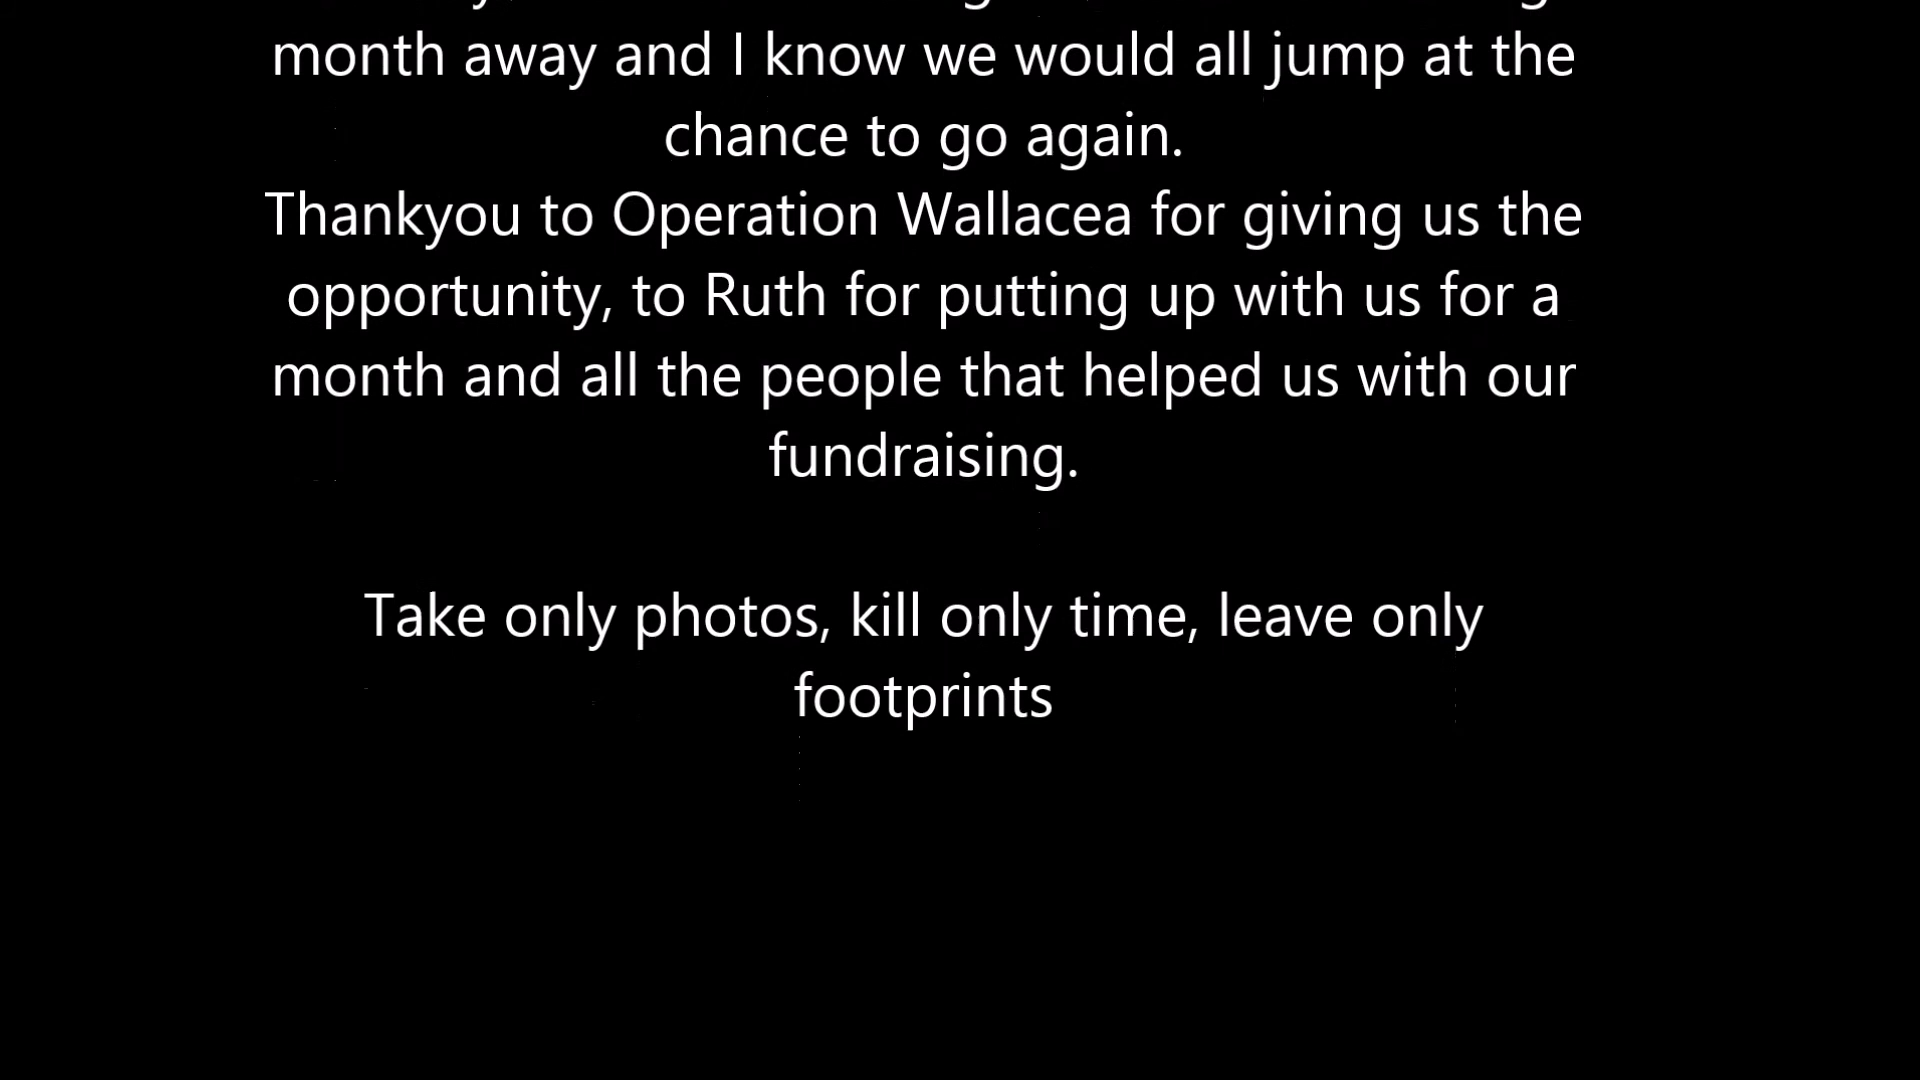 month away and I know we would all jump at the
chance to go again.
Thankyou to Operation Wallacea for giving us the
opportunity, to Ruth for putting up with us for a
month and all the people that helped us with our
fundraising.
Take only photos, kill only time, leave only
footprints